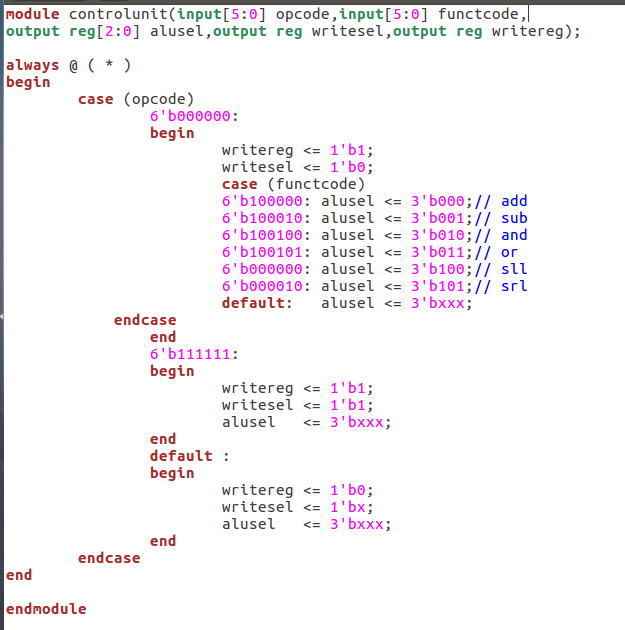 module controlunit(input[5:0] opcode,input[5:0] functcode,
output reg[2:0] alusel,output reg writesel,output reg writereg);
always @ ( * )
begin
case (opcode)
6'b000000:
begin
writereg <= 1'b1;
writesel <= 1'b0;
case (functcode)
6'b100000: alusel <= 3'b000;// add
6'b100010: alusel <= 3'b001;// sub
6'b100100: alusel <= 3'b010;// and
6'b100101: alusel <= 3'b011;// or
6'b000000: alusel <= 3'b100;// sll
6'b000010: alusel <= 3'b101;// srl
default:   alusel <= 3'bxxx;
endcase
end
6'b111111:
begin
writereg <= 1'b1;
writesel <= 1'b1;
alusel   <= 3'bxxx;
end
default :
begin
writereg <= 1'b0;
writesel <= 1'bx;
alusel   <= 3'bxxx;
end
endcase
end
endmodule